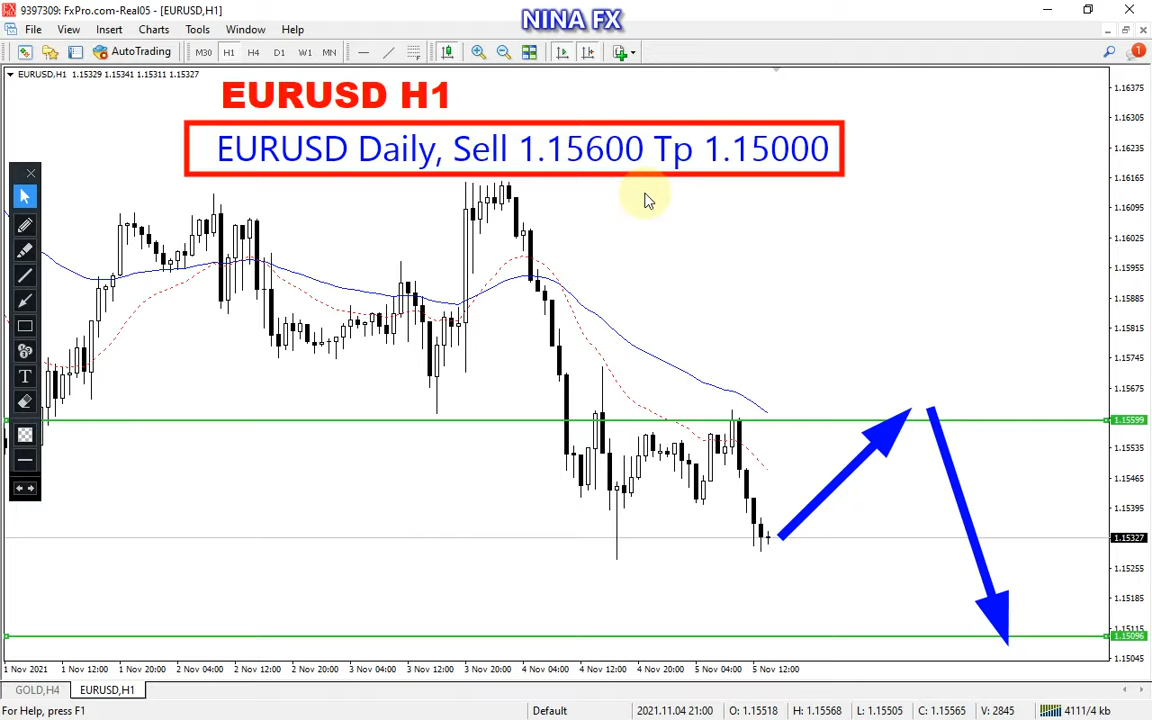 9397309: FxPro.com-Real05 - [EURUSD,H1]
NINA FX
File View Insert Charts Tools Window Help
AutoTrading M30 H1 H4 D1 W1 MN
1
EURUSD,H1 1.15329 1.15341 1.15311 1.15327
EURUSD H1
EURUSD Daily, Sell 1.15600 Tp 1.15000
T
1.16375
1.16305
1.16235
1.16165
1.16095
1.16025
1.15955
1.15885
1.15815
1.15745
1.15675
1.15599
1.15535
1.15465
1.15395
1.15327
1.15255
1.15185
1.15115
1.15096
1.15045
1 Nov 2021 1 Nov 12:00 1 Nov 20:00 2 Nov 04:00 2 Nov 12:00 2 Nov 20:00 3 Nov 04:00 3 Nov 12:00 3 Nov 20:00 4 Nov 04:00 4 Nov 12:00 4 Nov 20:00 5 Nov 04:00 5 Nov 12:00
GOLD,H4 EURUSD,H1
For Help, press F1 Default 2021.11.04 21:00 O: 1.15518 H: 1.15568 L: 1.15505 C: 1.15565 V: 2845 4111/4 kb